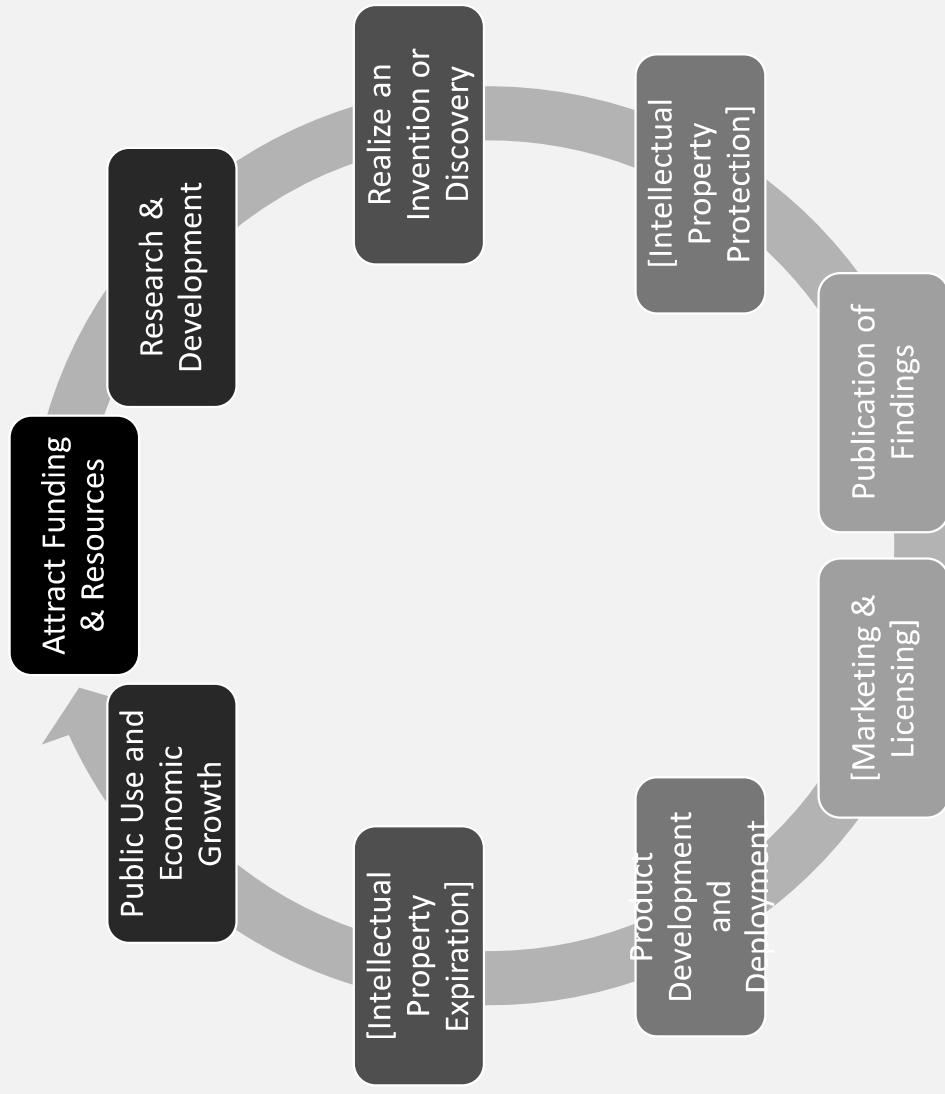 Attract Funding
& Resources
Research &
Development
Realize an
Invention or
Discovery
[Intellectual
Property
Protection]
Publication of
Findings
[Marketing &
Licensing]
Product
Development
and
Deployment
[Intellectual
Property
Expiration]
Public Use and
Economic
Growth